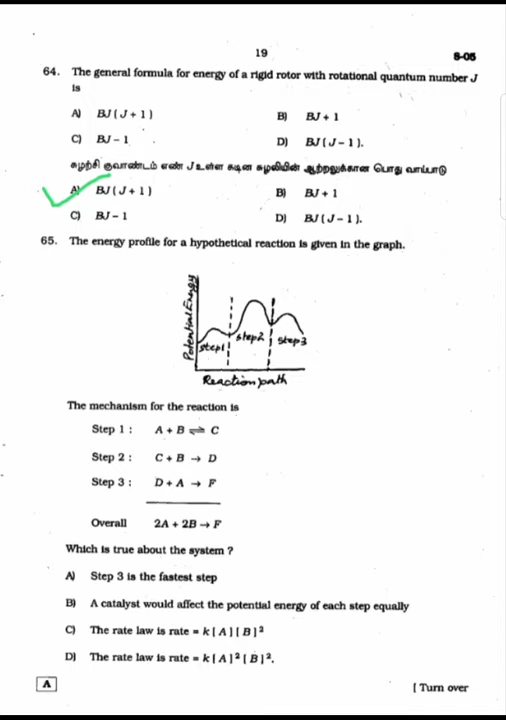 19
S-05
64. The general formula for energy of a rigid rotor with rotational quantum number J
is
A) BJ ( J + 1 )
B) BJ + 1
C) BJ – 1
D) BJ ( J – 1 ).
சுழற்சி குவாண்டம் எண் J உள்ள கடின சுழலியின் ஆற்றலுக்கான பொது வாய்பாடு
A) BJ ( J + 1 )
B) BJ + 1
C) BJ – 1
D) BJ ( J – 1 ).
65. The energy profile for a hypothetical reaction is given in the graph.
Potential Energy
step1
step2
step3
Reaction path
The mechanism for the reaction is
Step 1 : A + B ⇌ C
Step 2 : C + B → D
Step 3 : D + A → F
Overall 2A + 2B → F
Which is true about the system ?
A) Step 3 is the fastest step
B) A catalyst would affect the potential energy of each step equally
C) The rate law is rate = k [ A ] [ B ]²
D) The rate law is rate = k [ A ]² [ B ]².
A
[ Turn over